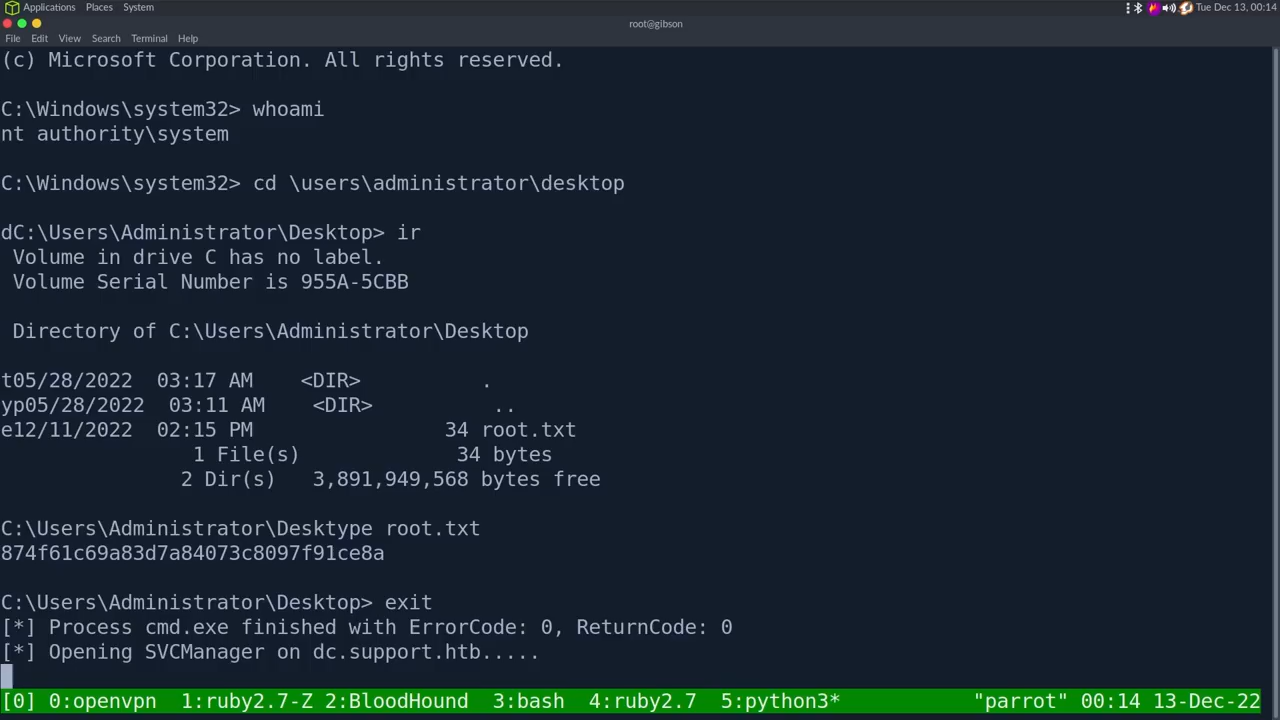 Applications Places System Tue Dec 13, 00:14
root@gibson
File Edit View Search Terminal Help
(c) Microsoft Corporation. All rights reserved.
C:\Windows\system32> whoami
nt authority\system
C:\Windows\system32> cd \users\administrator\desktop
dC:\Users\Administrator\Desktop> ir
Volume in drive C has no label.
Volume Serial Number is 955A-5CBB
Directory of C:\Users\Administrator\Desktop
t05/28/2022  03:17 AM    <DIR>          .
yp05/28/2022  03:11 AM    <DIR>          ..
e12/11/2022  02:15 PM                34 root.txt
1 File(s)             34 bytes
2 Dir(s)   3,891,949,568 bytes free
C:\Users\Administrator\Desktype root.txt
874f61c69a83d7a84073c8097f91ce8a
C:\Users\Administrator\Desktop> exit
[*] Process cmd.exe finished with ErrorCode: 0, ReturnCode: 0
[*] Opening SVCManager on dc.support.htb.....
[0] 0:openvpn  1:ruby2.7-Z 2:BloodHound  3:bash  4:ruby2.7  5:python3* "parrot" 00:14 13-Dec-22